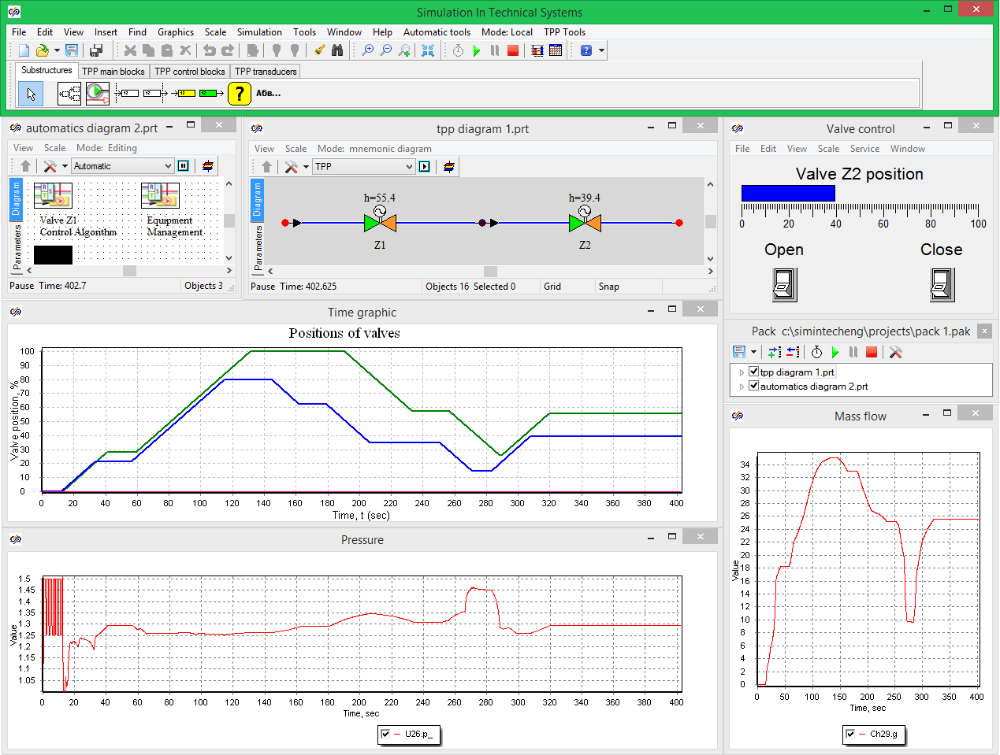 Simulation In Technical Systems
File Edit View Insert Find Graphics Scale Simulation Tools Window Help Automatic tools Mode: Local TPP Tools
Substructures TPP main blocks TPP control blocks TPP transducers
12 12 12 12 ? Абв...
automatics diagram 2.prt
View Scale Mode: Editing
Automatic
Diagram
Parameters
Valve Z1
Control Algorithm
Equipment
Management
Pause Time: 402.7 Objects 3
tpp diagram 1.prt
View Scale Mode: mnemonic diagram
TPP
Diagram
Parameters
h=55.4 h=39.4
Z1 Z2
Pause Time: 402.625 Objects 16 Selected 0 Grid Snap
Valve control
File Edit View Scale Service Window
Valve Z2 position
0 20 40 60 80 100
Open Close
Time graphic
Positions of valves
Valve position, %
100
90
80
70
60
50
40
30
20
10
0
0 20 40 60 80 100 120 140 160 180 200 220 240 260 280 300 320 340 360 380 400
Time, t (sec)
Pack c:\simintecheng\projects\pack 1.pak
tpp diagram 1.prt
automatics diagram 2.prt
Pressure
Value
1.5
1.45
1.4
1.35
1.3
1.25
1.2
1.15
1.1
1.05
0 20 40 60 80 100 120 140 160 180 200 220 240 260 280 300 320 340 360 380 400
Time, sec
U26.p_
Mass flow
Value
34
32
30
28
26
24
22
20
18
16
14
12
10
8
6
4
2
0
0 50 100 150 200 250 300 350 400
Time, sec
Ch29.g